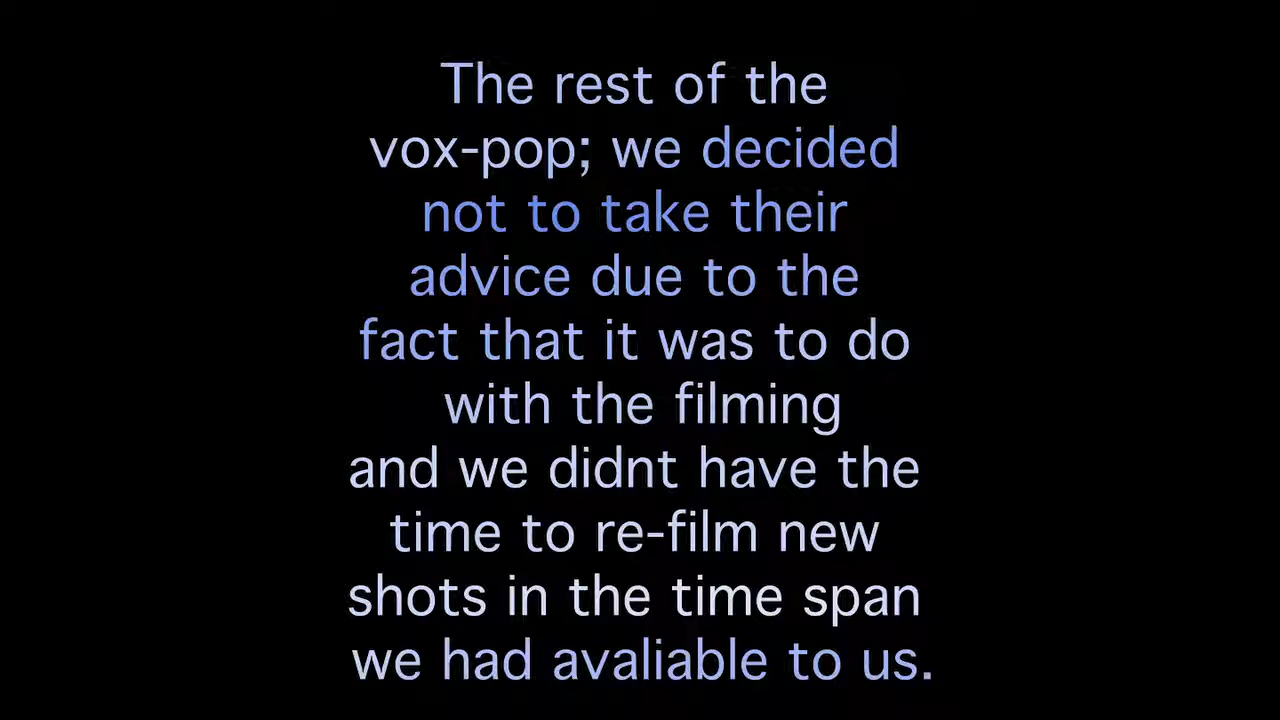 The rest of the
vox-pop; we decided
not to take their
advice due to the
fact that it was to do
with the filming
and we didnt have the
time to re-film new
shots in the time span
we had avaliable to us.